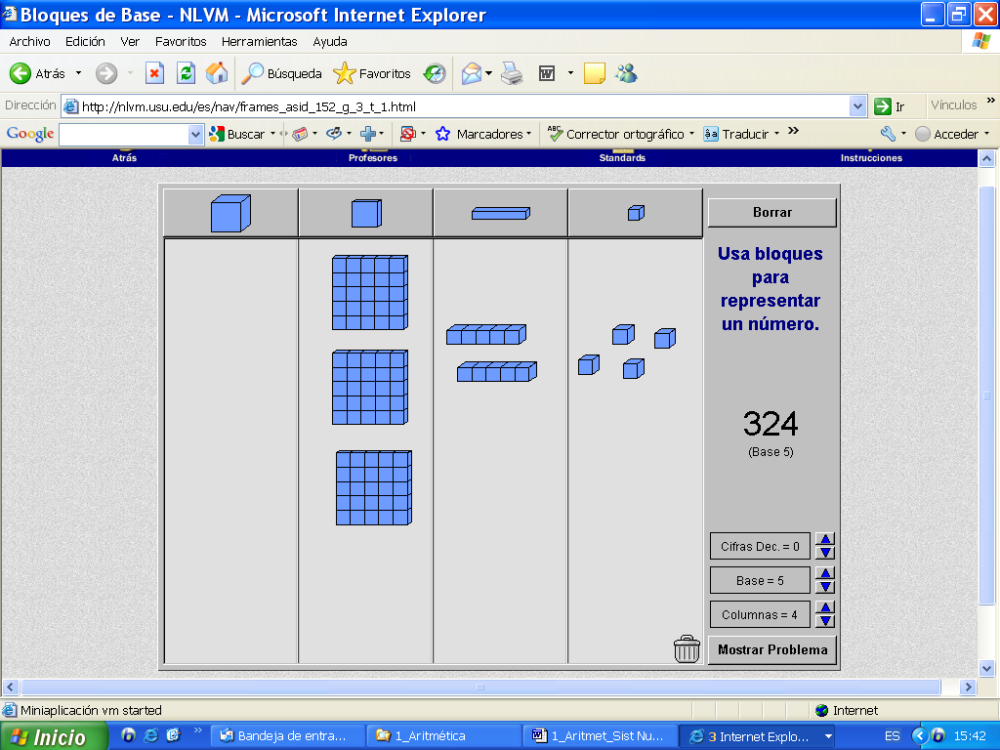 Bloques de Base - NLVM - Microsoft Internet Explorer
Archivo Edición Ver Favoritos Herramientas Ayuda
Atrás Búsqueda Favoritos
Dirección http://nlvm.usu.edu/es/nav/frames_asid_152_g_3_t_1.html Ir Vínculos »
Google Buscar Marcadores Corrector ortográfico Traducir » Acceder
Atrás Profesores Standards Instrucciones
Borrar
Usa bloques
para
representar
un número.
324
(Base 5)
Cifras Dec. = 0
Base = 5
Columnas = 4
Mostrar Problema
Miniaplicación vm started Internet
Inicio » Bandeja de entra... 1_Aritmética 1_Aritmet_Sist Nu... 3 Internet Explo... ES 15:42